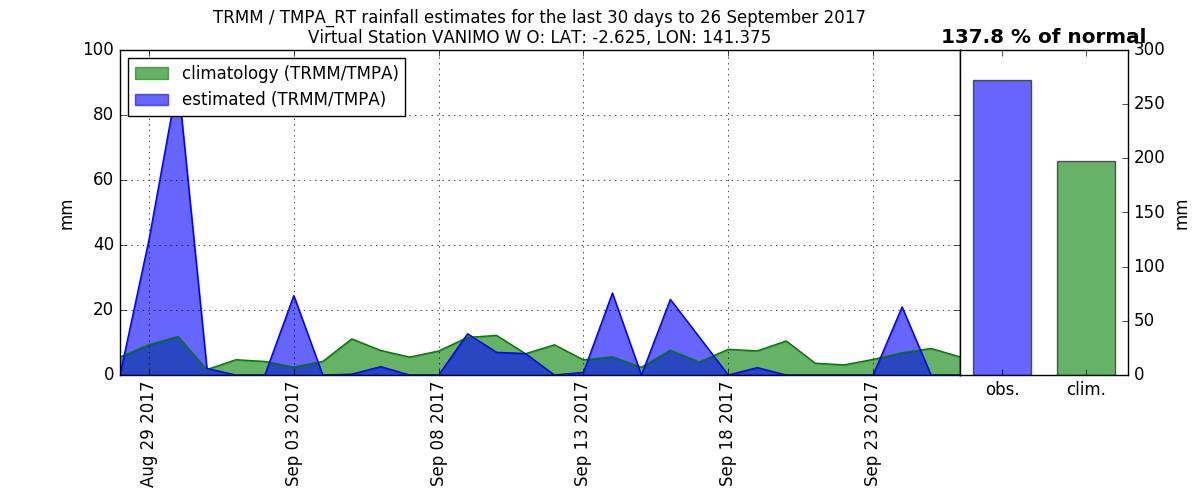 TRMM / TMPA_RT rainfall estimates for the last 30 days to 26 September 2017
Virtual Station VANIMO W O: LAT: -2.625, LON: 141.375
137.8 % of normal
climatology (TRMM/TMPA)
estimated (TRMM/TMPA)
mm
100
80
60
40
20
0
Aug 29 2017
Sep 03 2017
Sep 08 2017
Sep 13 2017
Sep 18 2017
Sep 23 2017
obs.
clim.
300
250
200
150
100
50
0
mm